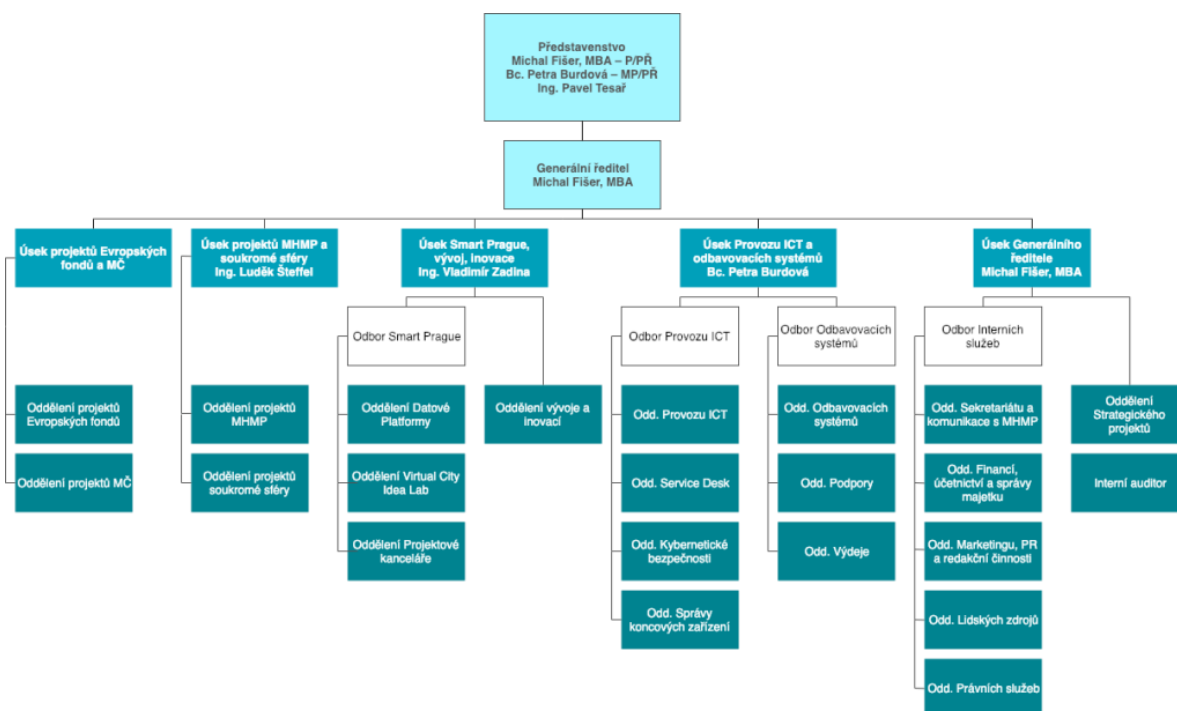 Představenstvo
Michal Fišer, MBA – P/PŘ
Bc. Petra Burdová – MP/PŘ
Ing. Pavel Tesař
Generální ředitel
Michal Fišer, MBA
Úsek projektů Evropských
fondů a MČ
Úsek projektů MHMP a
soukromé sféry
Ing. Luděk Šteffel
Úsek Smart Prague,
vývoj, inovace
Ing. Vladimír Zadina
Úsek Provozu ICT a
odbavovacích systémů
Bc. Petra Burdová
Úsek Generálního
ředitele
Michal Fišer, MBA
Odbor Smart Prague
Odbor Provozu ICT
Odbor Odbavovacích
systémů
Odbor Interních
služeb
Oddělení projektů
Evropských fondů
Oddělení projektů
MHMP
Oddělení Datové
Platformy
Oddělení vývoje a
inovací
Odd. Provozu ICT
Odd. Odbavovacích
systémů
Odd. Sekretariátu a
komunikace s MHMP
Oddělení
Strategického
projektů
Oddělení projektů MČ
Oddělení projektů
soukromé sféry
Oddělení Virtual City
Idea Lab
Odd. Service Desk
Odd. Podpory
Odd. Financí,
účetnictví a správy
majetku
Interní auditor
Oddělení Projektové
kanceláře
Odd. Kybernetické
bezpečnosti
Odd. Výdeje
Odd. Marketingu, PR
a redakční činnosti
Odd. Správy
koncových zařízení
Odd. Lidských zdrojů
Odd. Právních služeb